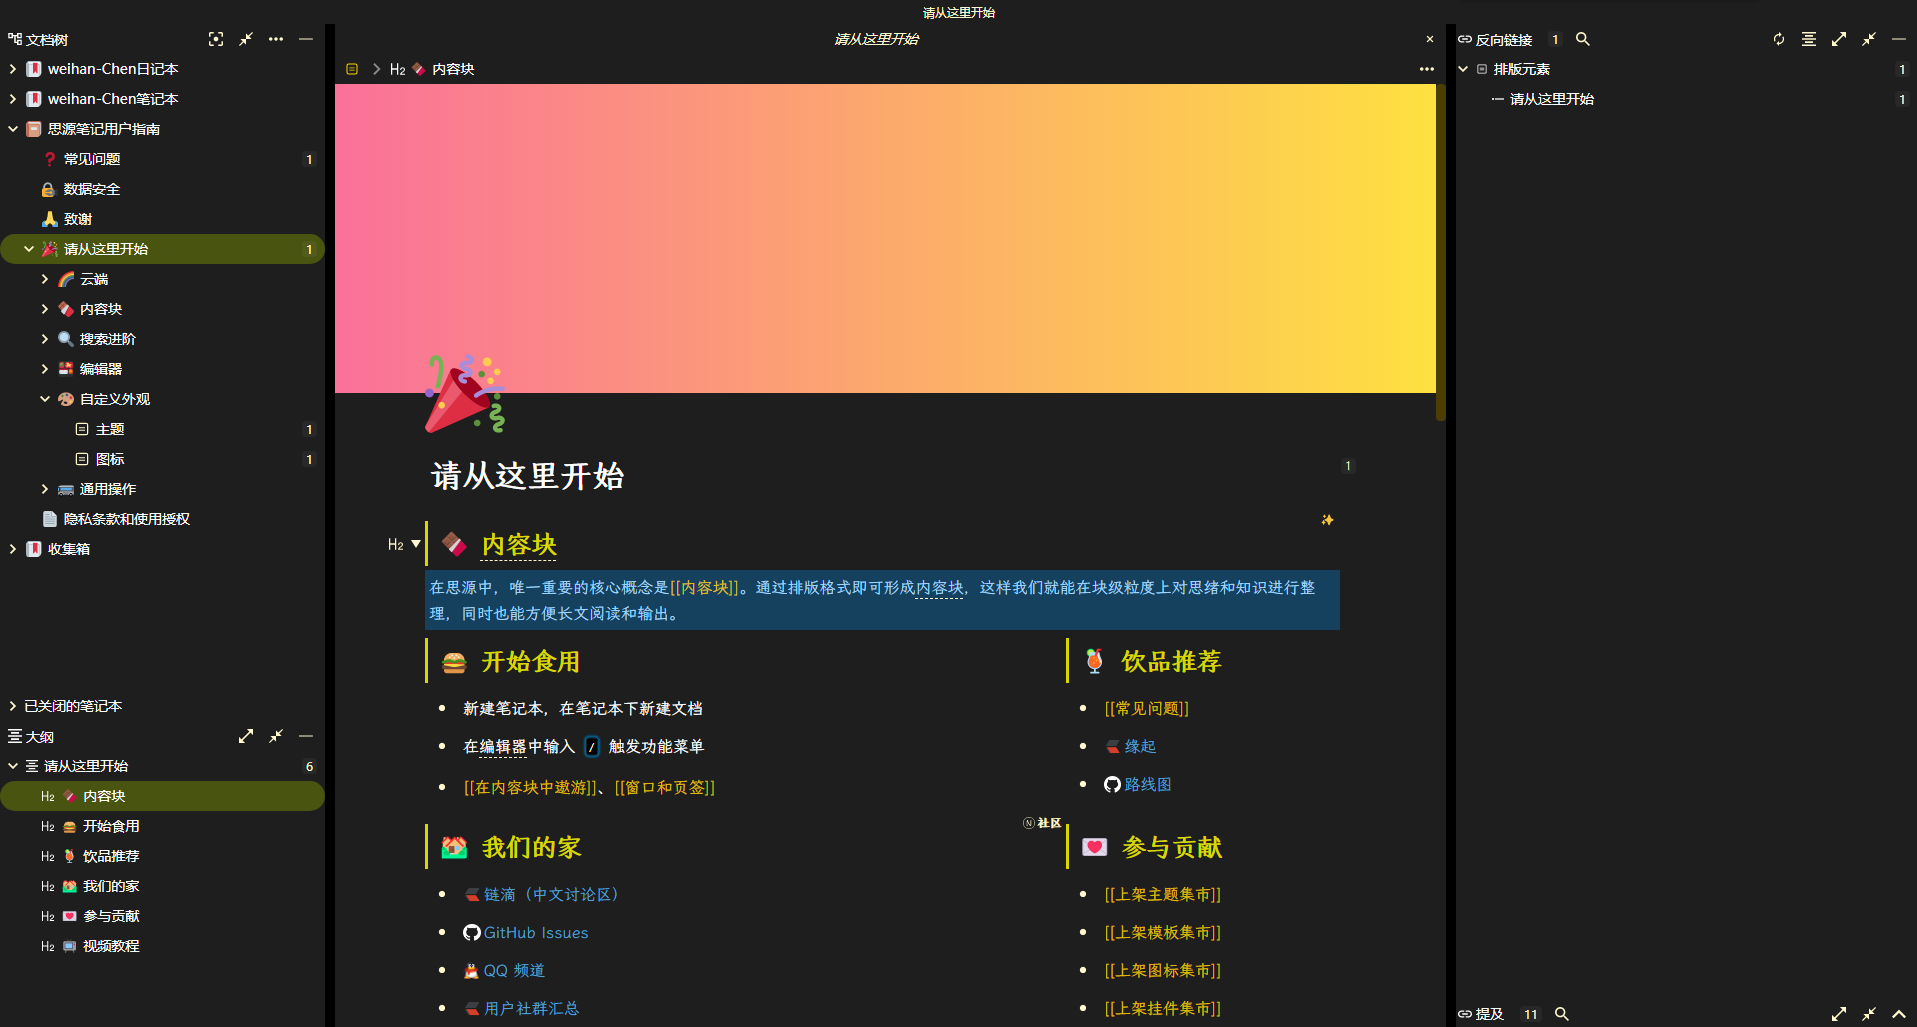 请从这里开始
文档树
weihan-Chen日记本
weihan-Chen笔记本
思源笔记用户指南
常见问题 1
数据安全
致谢
请从这里开始 1
云端
内容块
搜索进阶
编辑器
自定义外观
主题 1
图标 1
通用操作
隐私条款和使用授权
收集箱
已关闭的笔记本
大纲
请从这里开始 6
H2 内容块
H2 开始食用
H2 饮品推荐
H2 我们的家
H2 参与贡献
H2 视频教程
请从这里开始
H2 内容块
请从这里开始 1
H2 内容块
在思源中，唯一重要的核心概念是[[内容块]]。通过排版格式即可形成内容块，这样我们就能在块级粒度上对思绪和知识进行整
理，同时也能方便长文阅读和输出。
开始食用
新建笔记本，在笔记本下新建文档
在编辑器中输入 / 触发功能菜单
[[在内容块中遨游]]、[[窗口和页签]]
饮品推荐
[[常见问题]]
缘起
路线图
我们的家
链滴（中文讨论区）
GitHub Issues
QQ 频道
用户社群汇总
Ⓝ 社区
参与贡献
[[上架主题集市]]
[[上架模板集市]]
[[上架图标集市]]
[[上架挂件集市]]
反向链接 1
排版元素 1
请从这里开始 1
提及 11